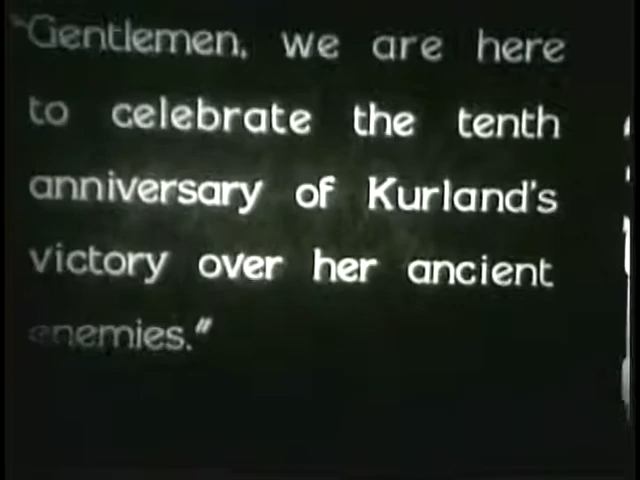 "Gentlemen, we are here
to celebrate the tenth
anniversary of Kurland's
victory over her ancient
enemies."